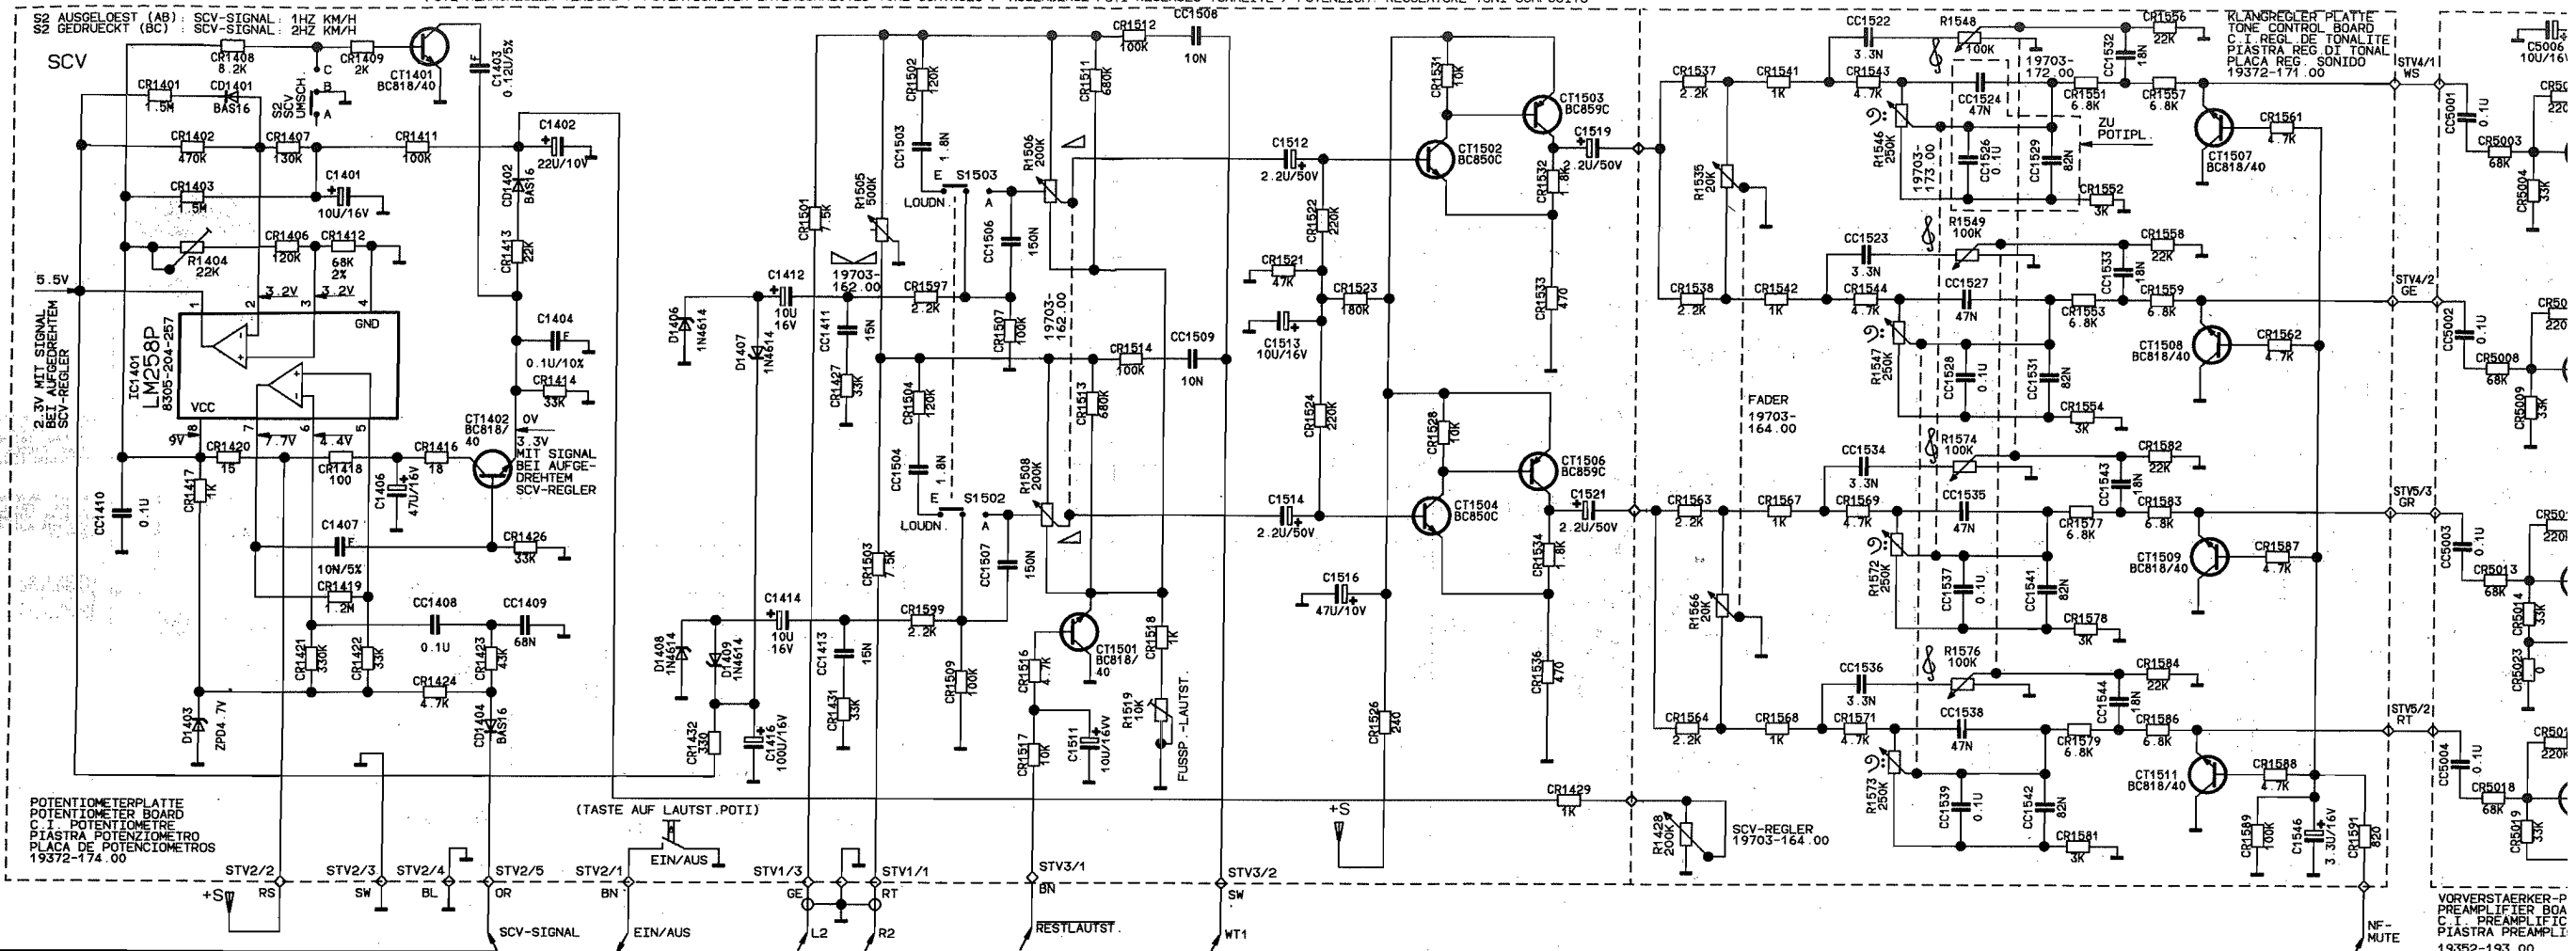 S2 AUSGELOEST (AB) : SCV-SIGNAL: 1HZ KM/H
S2 GEDRUECKT (BC) : SCV-SIGNAL: 2HZ KM/H
SCV
CR1408
8.2K
CR1409
2K
CT1401
BC818/40
C1403
0.12U/5%
F
CR1401
1.5M
CD1401
BAS16
S2
SCV
UMSCH.
C
B
A
CR1402
470K
CR1407
130K
CR1411
100K
C1402
22U/10V
CR1403
1.5M
C1401
10U/16V
CD1402
BAS16
R1404
22K
CR1406
120K
CR1412
68K
2%
CR1413
22K
5.5V
3.2V
3.2V
1
2
3
4
GND
IC1401
LM258P
8305-204-257
VCC
8
7
6
5
2.3V MIT SIGNAL
BEI AUFGEDREHTEM
SCV-REGLER
C1404
F
0.1U/10%
CR1414
33K
9V
7.7V
4.4V
CT1402
BC818/
40
0V
3.3V
MIT SIGNAL
BEI AUFGE-
DREHTEM
SCV-REGLER
CR1420
15
CR1418
100
CR1416
18
CR1417
1K
C1406
47U/16V
CC1410
0.1U
C1407
F
10N/5%
CR1426
33K
CR1419
1.2M
CC1408
0.1U
CC1409
68N
CR1421
330K
CR1422
33K
CR1423
43K
CR1424
4.7K
D1403
ZPD4.7V
CD1404
BAS16
POTENTIOMETERPLATTE
POTENTIOMETER BOARD
C.I. POTENTIOMETRE
PIASTRA POTENZIOMETRO
PLACA DE POTENCIOMETROS
19372-174.00
STV2/2
RS
+S
STV2/3
SW
STV2/4
BL
STV2/5
OR
SCV-SIGNAL
STV2/1
BN
EIN/AUS
(TASTE AUF LAUTST.POTI)
EIN/AUS
STV1/3
GE
L2
STV1/1
RT
R2
STV3/1
BN
RESTLAUTST.
STV3/2
SW
WT1
CR1501
7.5K
CR1502
120K
CC1503
1.8N
R1505
500K
19703-
162.00
E
S1503
A
LOUDN.
R1506
200K
CR1511
680K
CR1512
100K
CC1508
10N
CC1506
150N
D1406
1N4614
D1407
1N4614
C1412
10U
16V
CC1411
15N
CR1427
33K
CR1597
2.2K
CR1507
100K
19703-
162.00
CR1514
100K
CC1509
10N
CR1504
120K
CC1504
1.8N
CR1513
680K
R1508
200K
E
S1502
A
LOUDN.
CR1503
7.5K
CC1507
150N
D1408
1N4614
D1409
1N4614
C1414
10U
16V
CC1413
15N
CR1431
33K
CR1599
2.2K
CR1509
100K
CR1432
330
C1416
100U/16V
CR1516
4.7K
CT1501
BC818/
40
CR1518
1K
R1519
10K
FUSSP.-LAUTST.
CR1517
10K
C1511
10U/16VV
C1512
2.2U/50V
CR1522
220K
CR1521
47K
CR1523
180K
C1513
10U/16V
CR1524
220K
C1514
2.2U/50V
C1516
47U/10V
CR1526
240
+S
CR1531
10K
CT1502
BC850C
CT1503
BC859C
C1519
2.2U/50V
CR1532
1.8K2
CR1533
470
CR1528
10K
CT1506
BC859C
CT1504
BC850C
C1521
2.2U/50V
CR1534
1.8K
CR1536
470
CR1429
1K
R1428
200K
SCV-REGLER
19703-164.00
CR1537
2.2K
CR1541
1K
CC1522
3.3N
CR1543
4.7K
R1548
100K
19703-
172.00
CC1532
18N
CR1556
22K
KLANGREGLER PLATTE
TONE CONTROL BOARD
C.I.REGL.DE TONALITE
PIASTRA REG.DI TONAL
PLACA REG. SONIDO
19372-171.00
CC1524
47N
CR1551
6.8K
CR1557
6.8K
R1546
250K
19703-
173.00
CC1526
0.1U
CC1529
82N
ZU
POTIPL.
CT1507
BC818/40
CR1561
4.7K
CR1552
3K
R1535
20K
CR1538
2.2K
CR1542
1K
CC1523
3.3N
CR1544
4.7K
R1549
100K
CC1533
18N
CR1558
22K
CC1527
47N
CR1553
6.8K
CR1559
6.8K
R1547
250K
CC1528
0.1U
CC1531
82N
CT1508
BC818/40
CR1562
4.7K
CR1554
3K
FADER
19703-
164.00
CR1563
2.2K
CR1567
1K
CC1534
3.3N
CR1569
4.7K
R1574
100K
CC1543
18N
CR1582
22K
CC1535
47N
CR1577
6.8K
CR1583
6.8K
R1572
250K
CC1537
0.1U
CC1541
82N
CT1509
BC818/40
CR1587
4.7K
CR1578
3K
R1566
20K
CR1564
2.2K
CR1568
1K
CC1536
3.3N
CR1571
4.7K
R1576
100K
CC1544
18N
CR1584
22K
CC1538
47N
CR1579
6.8K
CR1586
6.8K
R1573
250K
CC1539
0.1U
CC1542
82N
CT1511
BC818/40
CR1588
4.7K
CR1581
3K
CR1589
100K
C1546
3.3U/16V
CR1591
820
NF-
MUTE
STV4/1
WS
STV4/2
GE
STV5/3
GR
STV5/2
RT
C5006
10U/16V
CC5001
0.1U
CR5003
68K
CR5004
33K
CC5002
0.1U
CR5008
68K
CR5009
33K
CC5003
0.1U
CR5013
68K
CR5014
33K
CR5023
0
CC5004
0.1U
CR5018
68K
CR5019
33K
VORVERSTAERKER-P
PREAMPLIFIER BOA
C.I. PREAMPLIFIC
PIASTRA PREAMPLI
19352-193.00